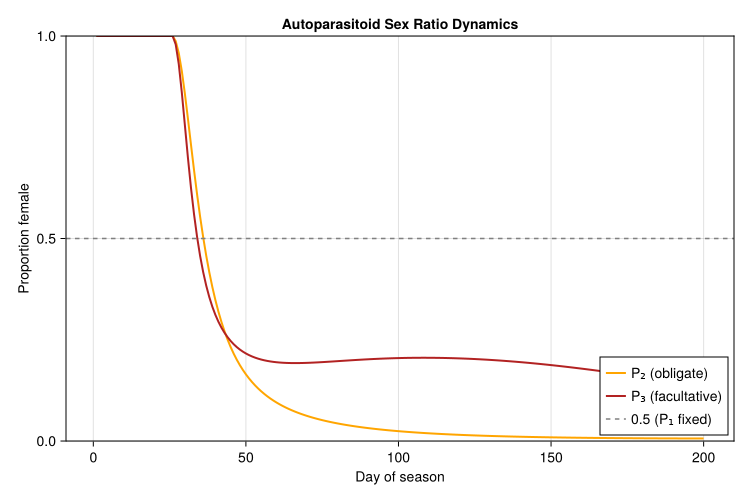 Autoparasitoid Sex Ratio Dynamics
Proportion female
1.0
0.5
0.0
P₂ (obligate)
P₃ (facultative)
0.5 (P₁ fixed)
0 50 100 150 200
Day of season